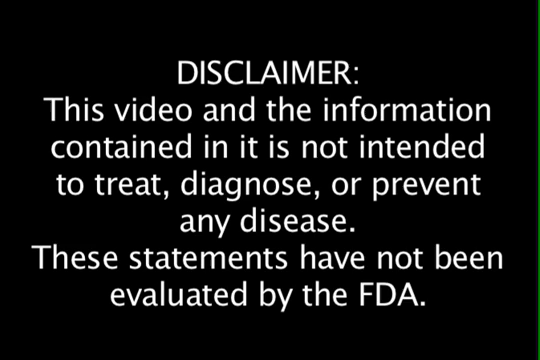 DISCLAIMER:
This video and the information
contained in it is not intended
to treat, diagnose, or prevent
any disease.
These statements have not been
evaluated by the FDA.